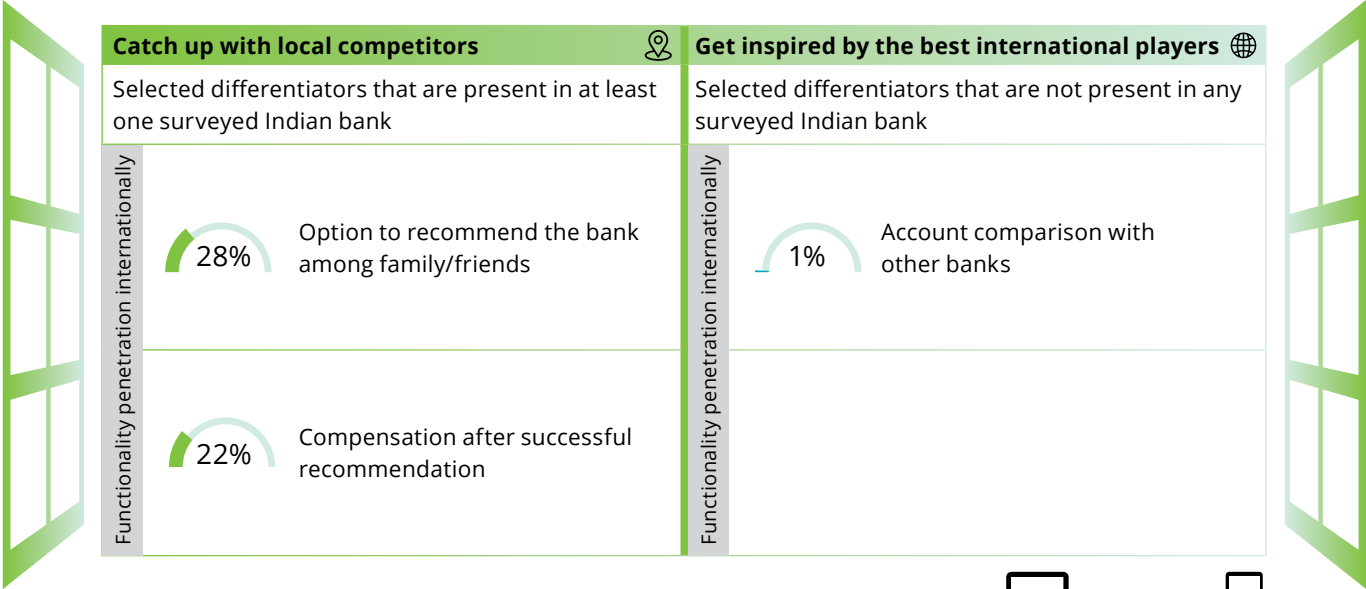 Catch up with local competitors
Selected differentiators that are present in at least
one surveyed Indian bank
Functionality penetration internationally
28%
Option to recommend the bank
among family/friends
22%
Compensation after successful
recommendation
Get inspired by the best international players
Selected differentiators that are not present in any
surveyed Indian bank
Functionality penetration internationally
1%
Account comparison with
other banks